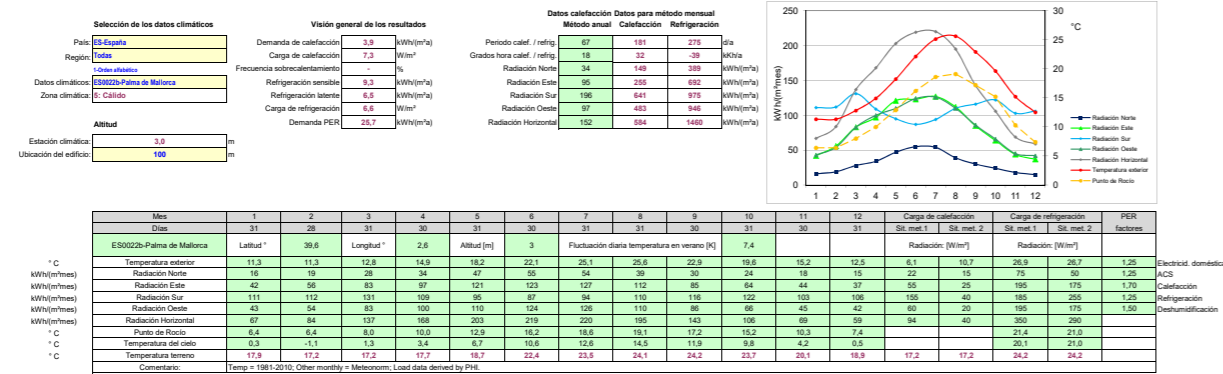 Selección de los datos climáticos
País: ES-España
Región: Todas
1-Orden alfabético
Datos climáticos: ES0022b-Palma de Mallorca
Zona climática: 5: Cálido
Altitud
Estación climática: 3,0 m
Ubicación del edificio: 100 m
Visión general de los resultados
Demanda de calefacción 3,9 kWh/(m²a)
Carga de calefacción 7,3 W/m²
Frecuencia sobrecalentamiento - %
Refrigeración sensible 9,3 kWh/(m²a)
Refrigeración latente 6,5 kWh/(m²a)
Carga de refrigeración 6,6 W/m²
Demanda PER 25,7 kWh/(m²a)
Datos calefacción Datos para método mensual
Método anual Calefacción Refrigeración
Periodo calef. / refrig. 67 181 275 d/a
Grados hora calef. / refrig. 18 32 -39 kKh/a
Radiación Norte 34 149 389 kWh/(m²a)
Radiación Este 95 255 692 kWh/(m²a)
Radiación Sur 196 641 975 kWh/(m²a)
Radiación Oeste 97 483 946 kWh/(m²a)
Radiación Horizontal 152 584 1460 kWh/(m²a)
kWh/(m²mes)
250
200
150
100
50
0
1 2 3 4 5 6 7 8 9 10 11 12
30
25
20
15
10
5
0
°C
Radiación Norte
Radiación Este
Radiación Sur
Radiación Oeste
Radiación Horizontal
Temperatura exterior
Punto de Rocío
Mes 1 2 3 4 5 6 7 8 9 10 11 12 Carga de calefacción Carga de refrigeración PER
Días 31 28 31 30 31 30 31 31 30 31 30 31 Sit. met.1 Sit. met. 2 Sit. met.1 Sit. met. 2 factores
ES0022b-Palma de Mallorca Latitud ° 39,6 Longitud ° 2,6 Altitud [m] 3 Fluctuación diaria temperatura en verano [K] 7,4 Radiación: [W/m²] Radiación: [W/m²]
° C Temperatura exterior 11,3 11,3 12,8 14,9 18,2 22,1 25,1 25,6 22,9 19,6 15,2 12,5 6,1 10,7 26,9 26,7 1,25 Electricid. doméstica
kWh/(m²mes) Radiación Norte 16 19 28 34 47 55 54 39 30 24 18 15 22 15 75 50 1,25 ACS
kWh/(m²mes) Radiación Este 42 56 83 97 121 123 127 112 85 64 44 37 55 25 195 175 1,70 Calefacción
kWh/(m²mes) Radiación Sur 111 112 131 109 95 87 94 110 116 122 103 106 155 40 185 255 1,25 Refrigeración
kWh/(m²mes) Radiación Oeste 43 54 83 100 110 124 126 110 86 66 45 42 60 20 195 175 1,50 Deshumidificación
kWh/(m²mes) Radiación Horizontal 67 84 137 168 203 219 220 195 143 106 69 59 94 40 350 290
° C Punto de Rocío 6,4 6,4 8,0 10,0 12,9 16,2 18,6 19,1 17,2 15,2 10,3 7,4 21,4 21,0
° C Temperatura del cielo 0,3 -1,1 1,3 3,4 6,7 10,6 12,6 14,5 11,9 9,8 4,2 0,5 20,1 21,0
° C Temperatura terreno 17,9 17,2 17,2 17,7 18,7 22,4 23,5 24,1 24,2 23,7 20,1 18,9 17,2 17,2 24,2 24,2
Comentario: Temp = 1981-2010; Other monthly = Meteonorm; Load data derived by PHI.